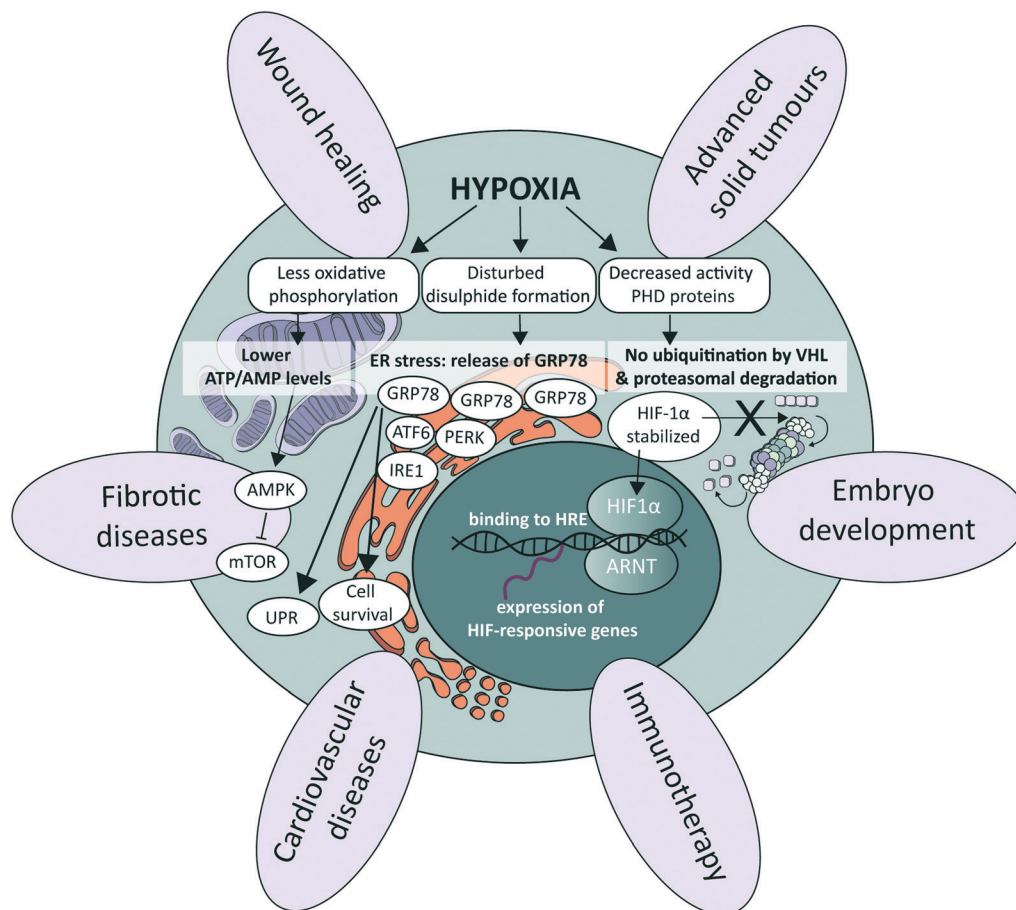 Wound healing
Advanced
solid tumours
HYPOXIA
Less oxidative
phosphorylation
Disturbed
disulphide formation
Decreased activity
PHD proteins
Lower
ATP/AMP levels
ER stress: release of GRP78
No ubiquitination by VHL
& proteasomal degradation
GRP78
GRP78
GRP78
HIF-1α
stabilized
X
ATF6
PERK
IRE1
Fibrotic
diseases
AMPK
mTOR
HIF1α
binding to HRE
ARNT
expression of
HIF-responsive genes
Embryo
development
UPR
Cell
survival
Cardiovascular
diseases
Immunotherapy